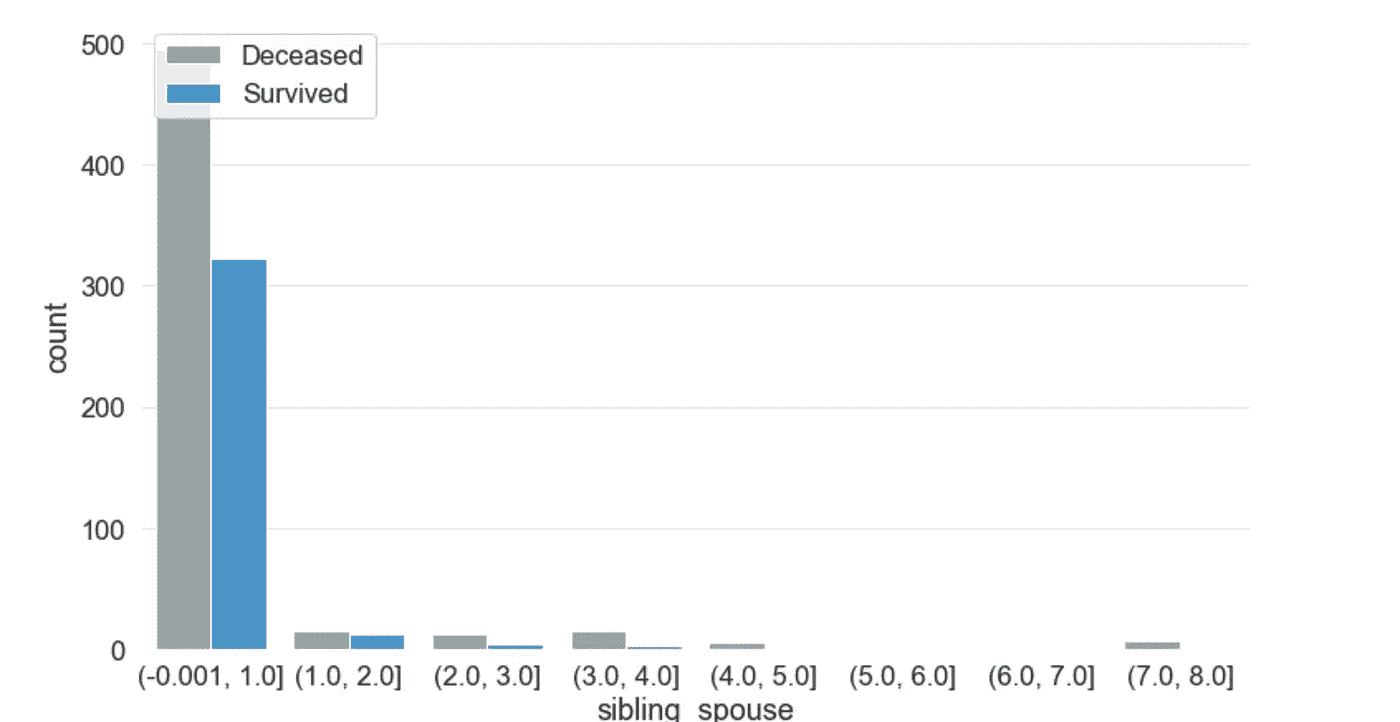 500
Deceased
Survived
400
300
count
200
100
0
(-0.001, 1.0] (1.0, 2.0] (2.0, 3.0] (3.0, 4.0] (4.0, 5.0] (5.0, 6.0] (6.0, 7.0] (7.0, 8.0]
sibling_spouse